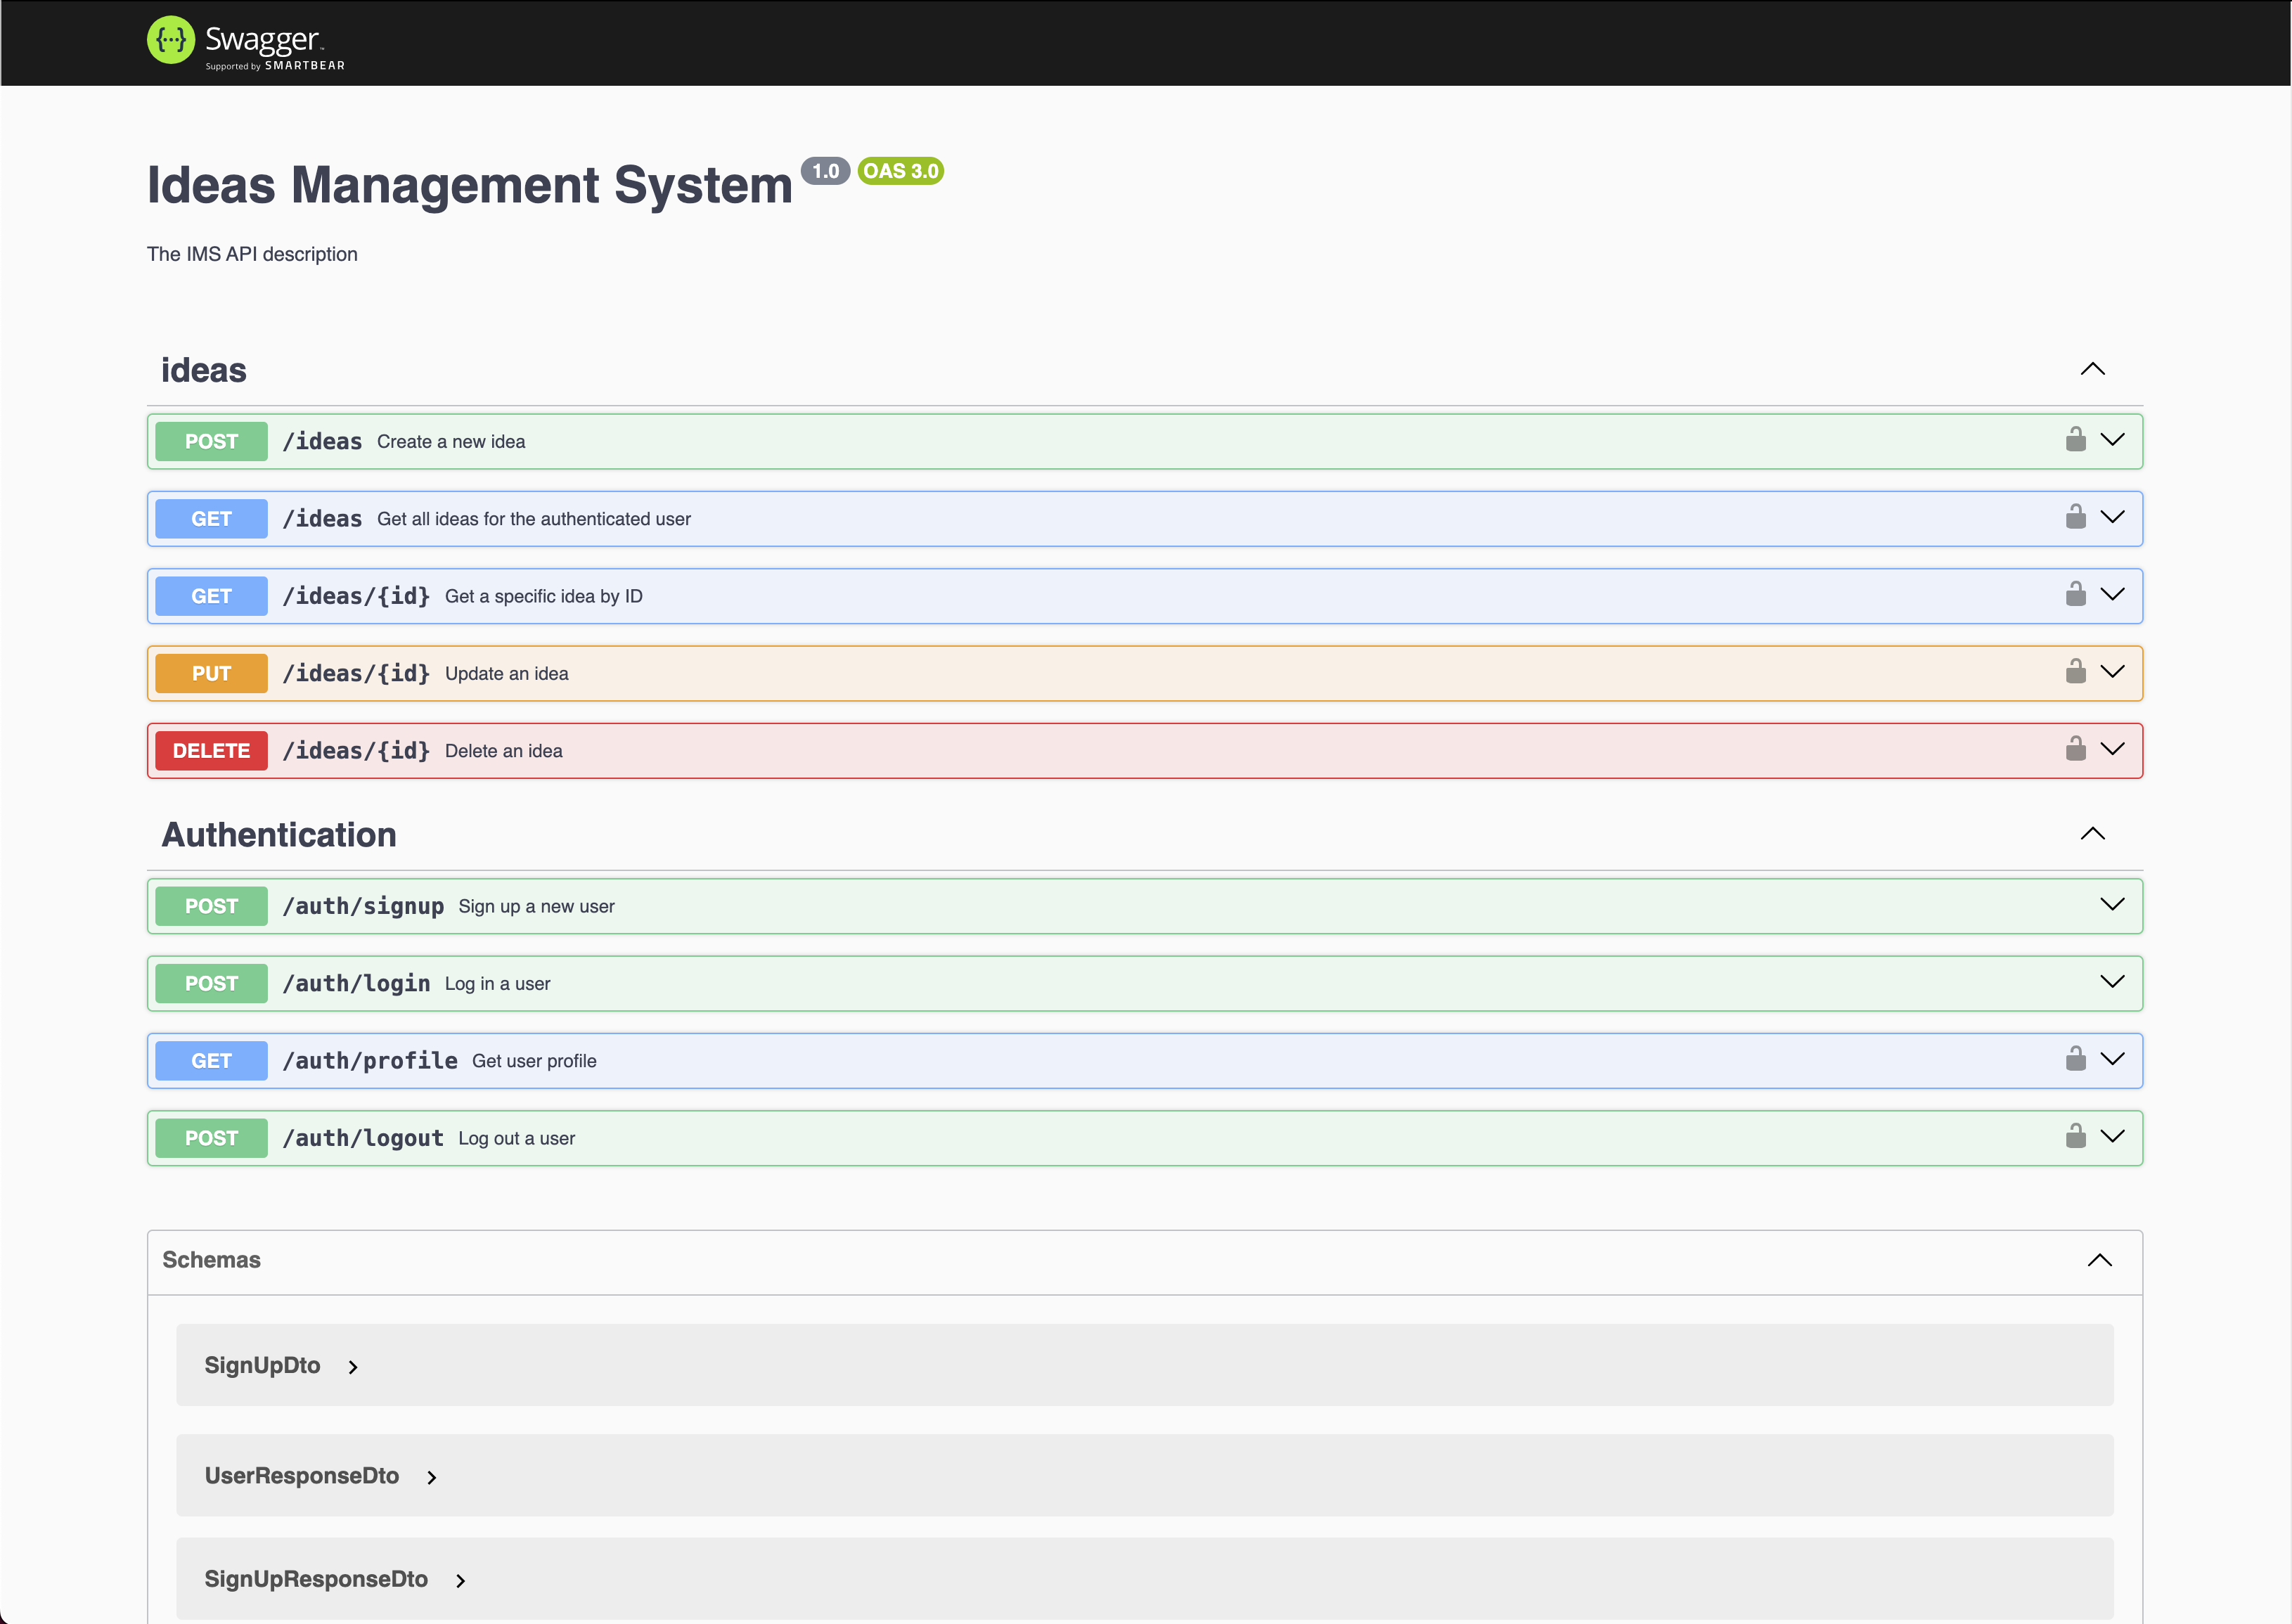 {···} Swagger™
Supported by SMARTBEAR
Ideas Management System 1.0 OAS 3.0
The IMS API description
ideas
POST /ideas Create a new idea
GET /ideas Get all ideas for the authenticated user
GET /ideas/{id} Get a specific idea by ID
PUT /ideas/{id} Update an idea
DELETE /ideas/{id} Delete an idea
Authentication
POST /auth/signup Sign up a new user
POST /auth/login Log in a user
GET /auth/profile Get user profile
POST /auth/logout Log out a user
Schemas
SignUpDto
UserResponseDto
SignUpResponseDto